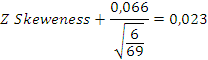 Z Skeweness + 0,066 / √(6/69) = 0,023